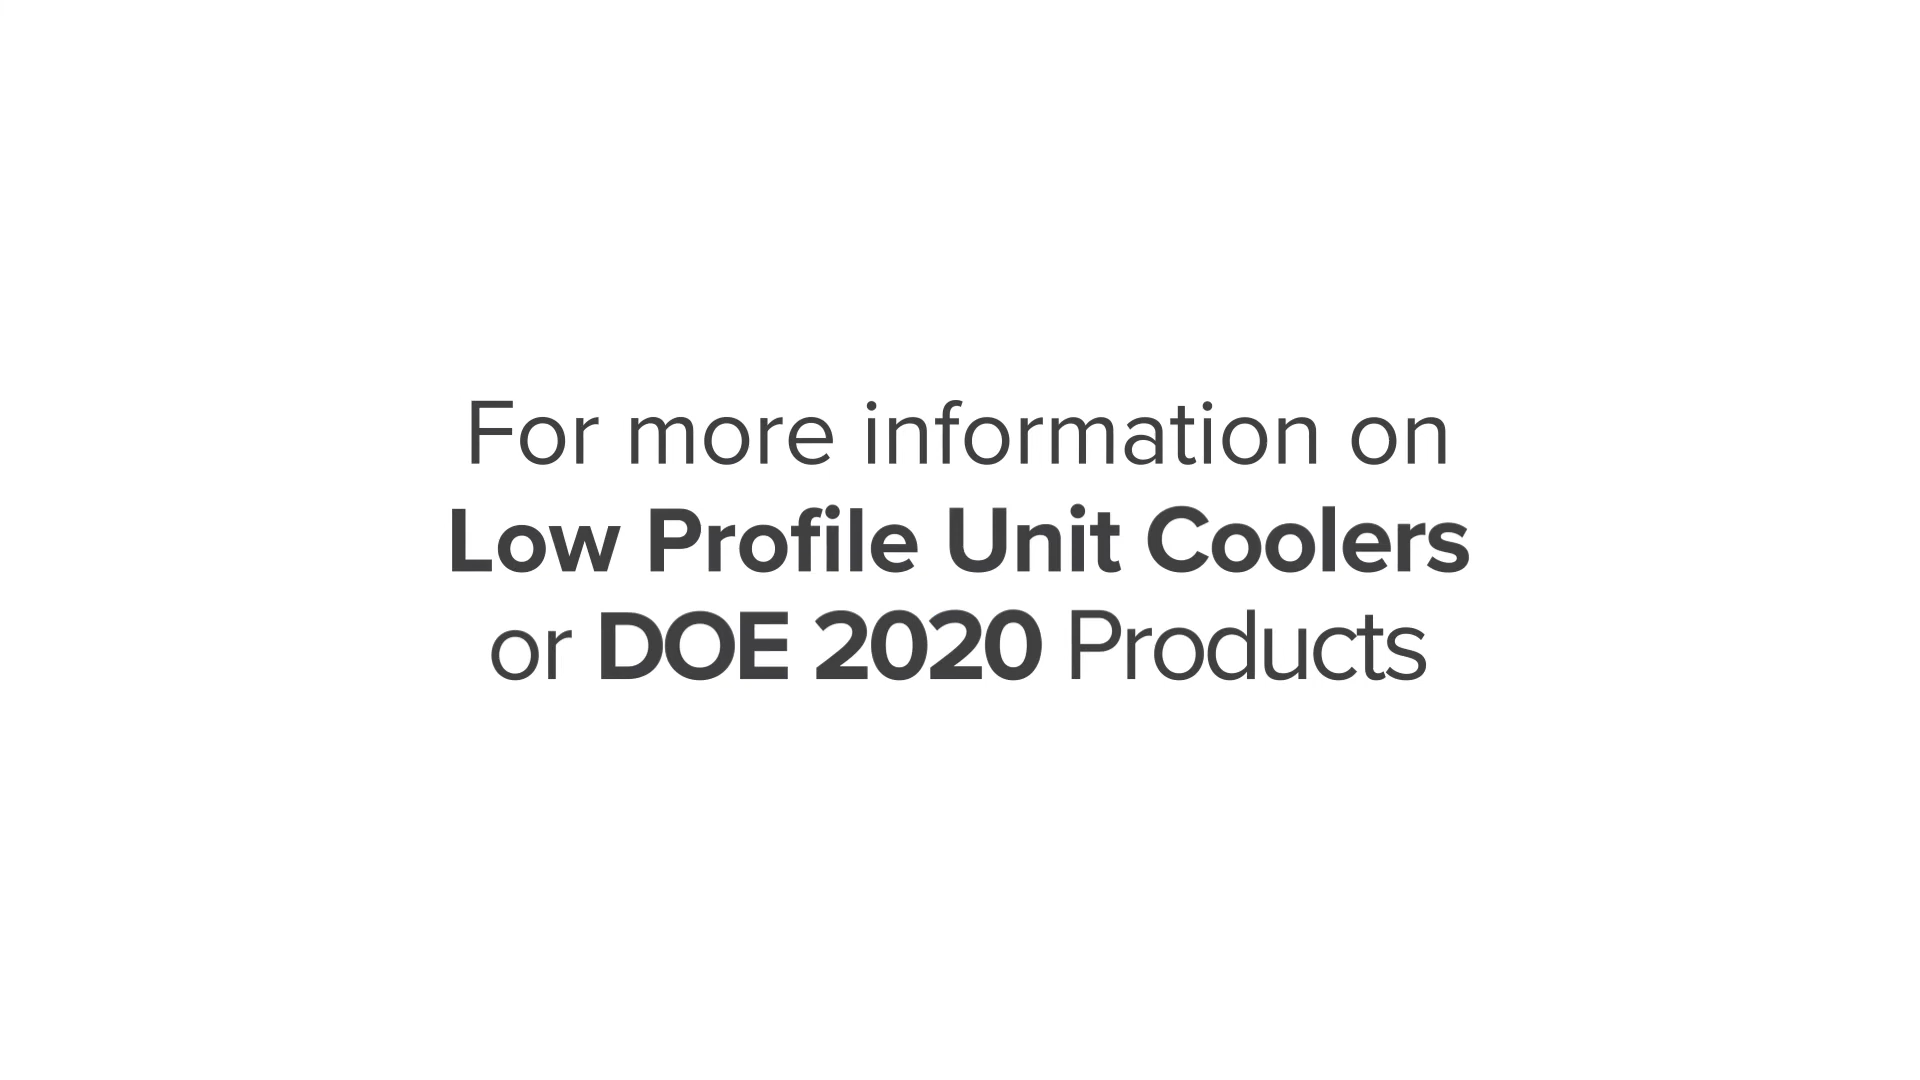 For more information on
Low Profile Unit Coolers
or DOE 2020 Products